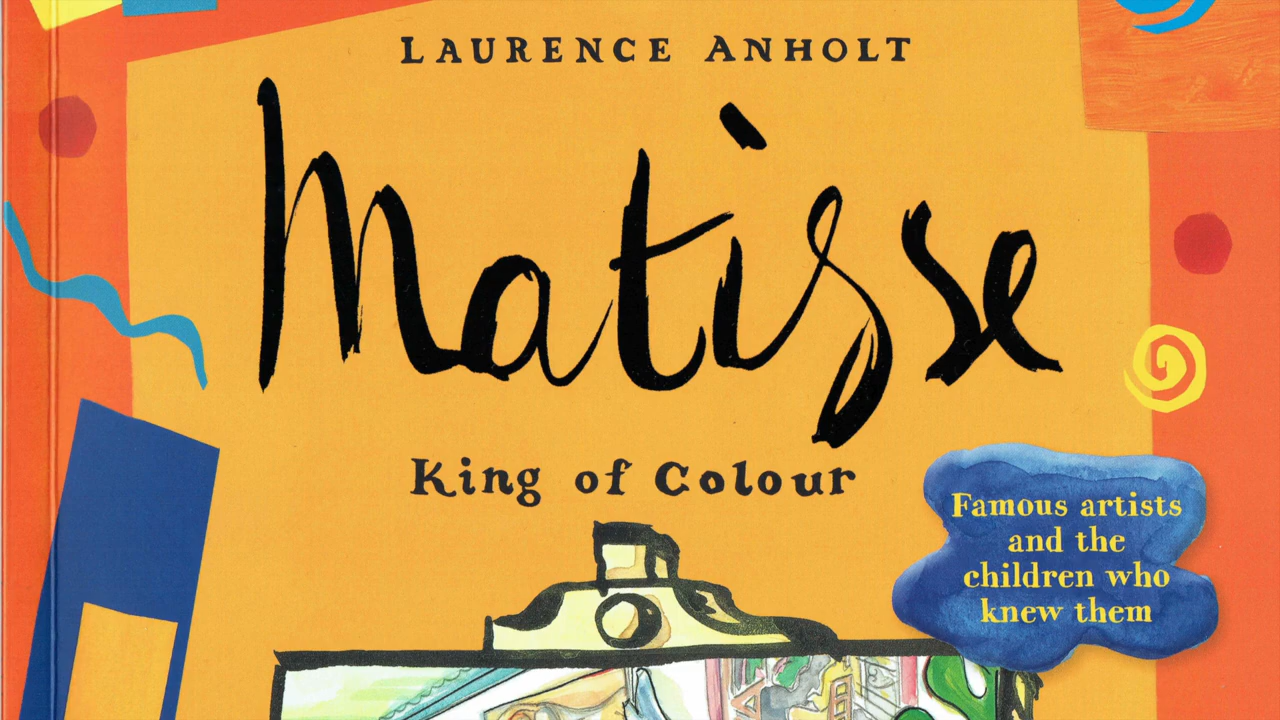 LAURENCE ANHOLT
Matisse
King of Colour
Famous artists
and the
children who
knew them